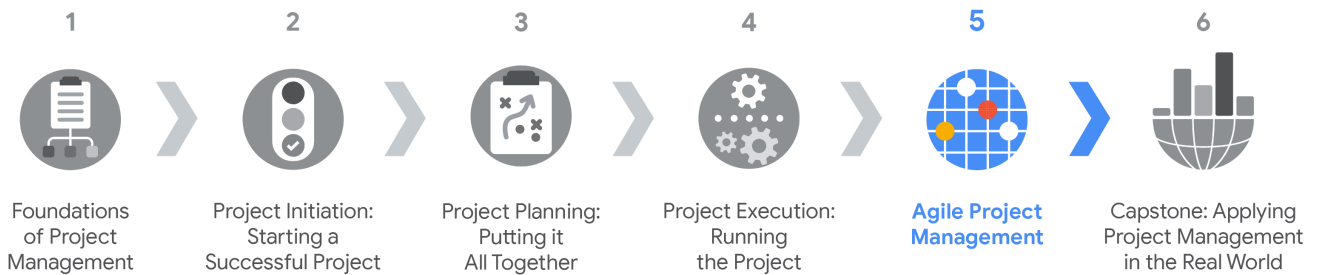 1
Foundations
of Project
Management
2
Project Initiation:
Starting a
Successful Project
3
Project Planning:
Putting it
All Together
4
Project Execution:
Running
the Project
5
Agile Project
Management
6
Capstone: Applying
Project Management
in the Real World